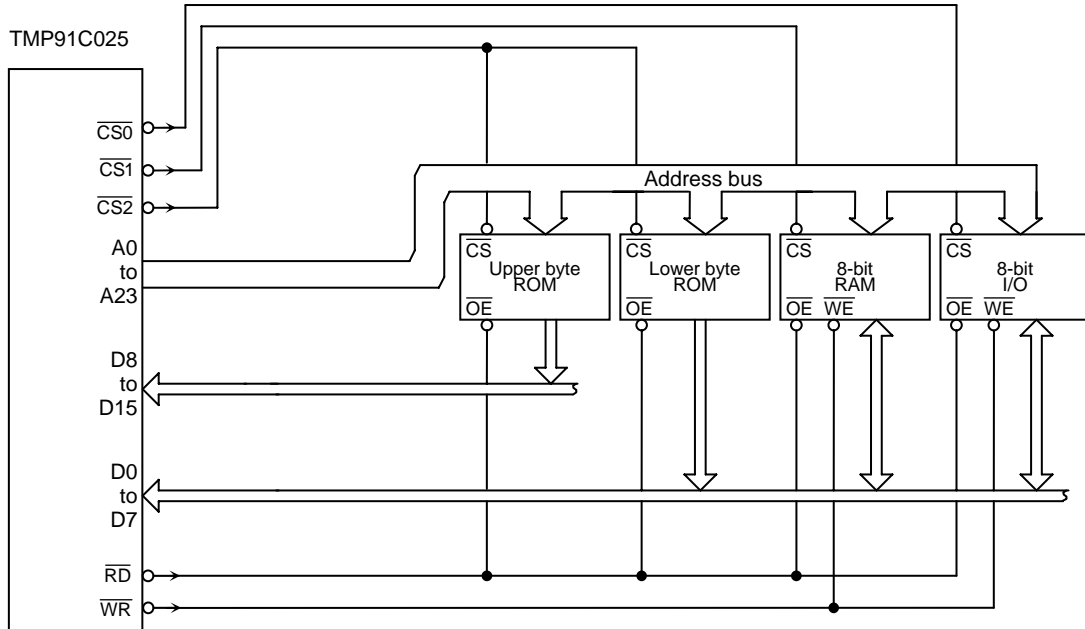 TMP91C025
CS0
CS1
CS2
A0
to
A23
D8
to
D15
D0
to
D7
RD
WR
Address bus
CS
Upper byte
ROM
OE
CS
Lower byte
ROM
OE
CS
8-bit
RAM
OE WE
CS
8-bit
I/O
OE WE